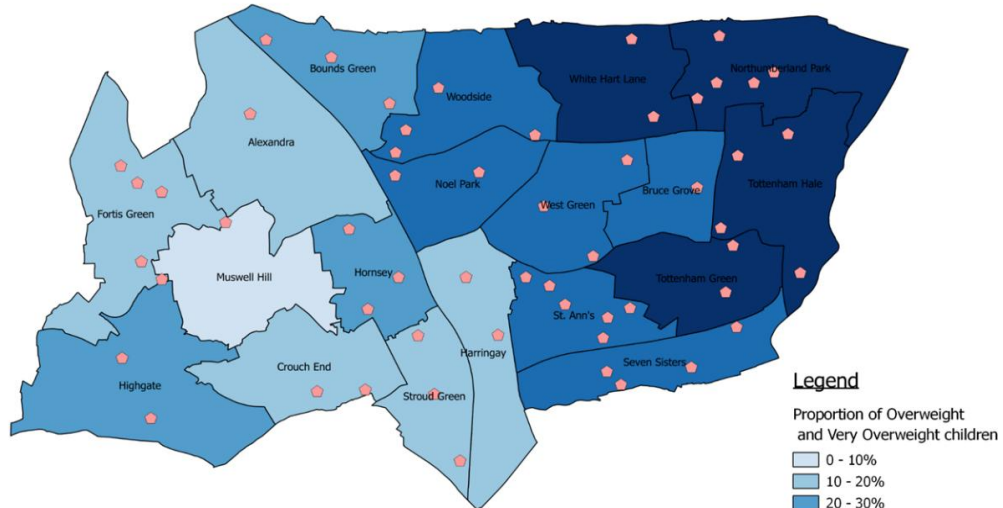 Bounds Green
White Hart Lane
Northumberland Park
Woodside
Alexandra
Noel Park
Tottenham Hale
Bruce Grove
West Green
Fortis Green
Muswell Hill
Hornsey
Tottenham Green
St. Ann's
Harringay
Seven Sisters
Crouch End
Highgate
Stroud Green
Legend
Proportion of Overweight
and Very Overweight children
0 - 10%
10 - 20%
20 - 30%